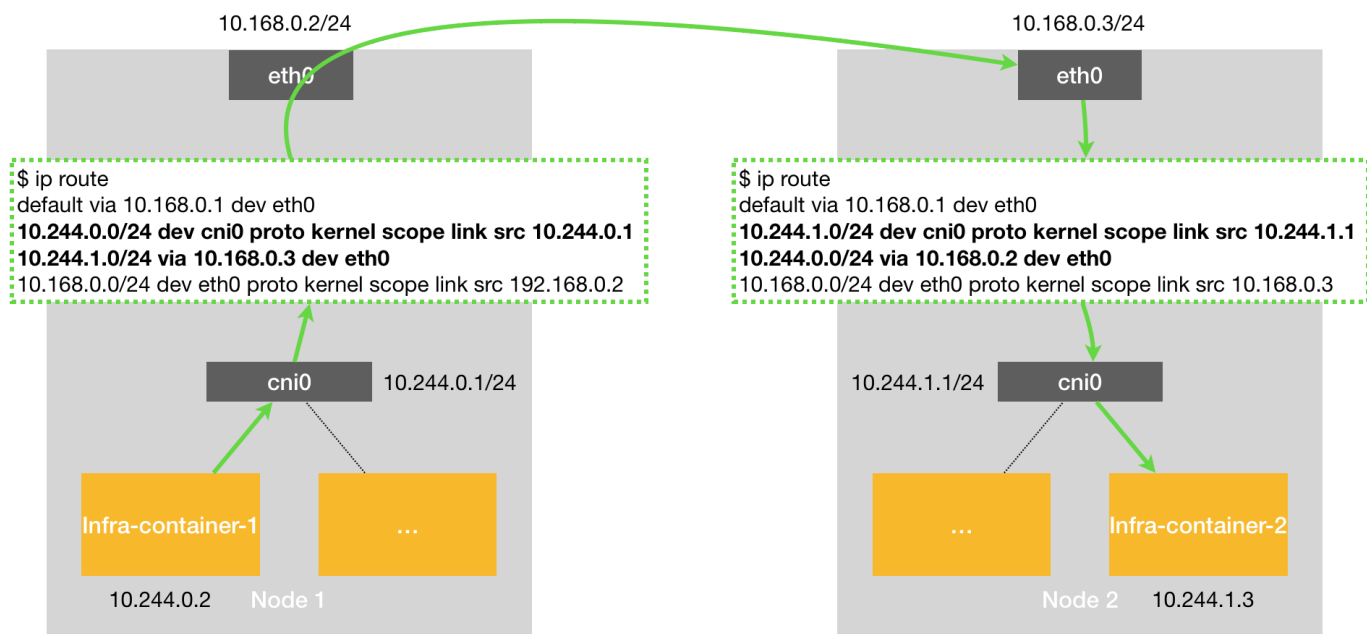 10.168.0.2/24
eth0
$ ip route
default via 10.168.0.1 dev eth0
10.244.0.0/24 dev cni0 proto kernel scope link src 10.244.0.1
10.244.1.0/24 via 10.168.0.3 dev eth0
10.168.0.0/24 dev eth0 proto kernel scope link src 192.168.0.2
cni0
10.244.0.1/24
Infra-container-1
...
10.244.0.2
Node 1
10.168.0.3/24
eth0
$ ip route
default via 10.168.0.1 dev eth0
10.244.1.0/24 dev cni0 proto kernel scope link src 10.244.1.1
10.244.0.0/24 via 10.168.0.2 dev eth0
10.168.0.0/24 dev eth0 proto kernel scope link src 10.168.0.3
10.244.1.1/24
cni0
...
Infra-container-2
Node 2
10.244.1.3